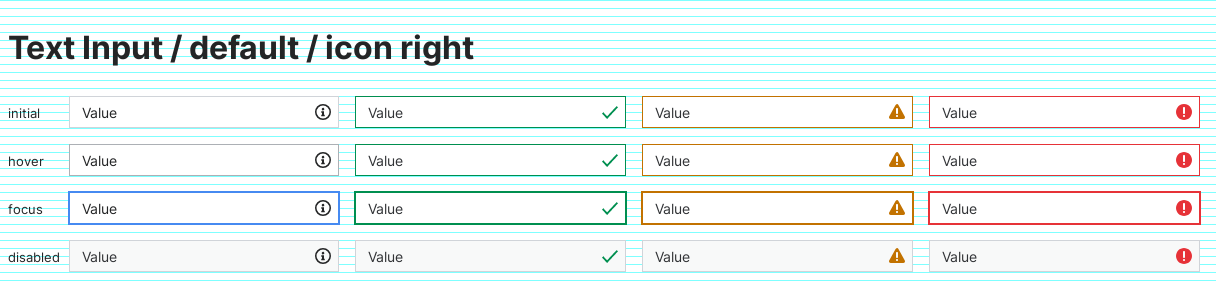 Text Input / default / icon right
initial Value Value Value Value
hover Value Value Value Value
focus Value Value Value Value
disabled Value Value Value Value